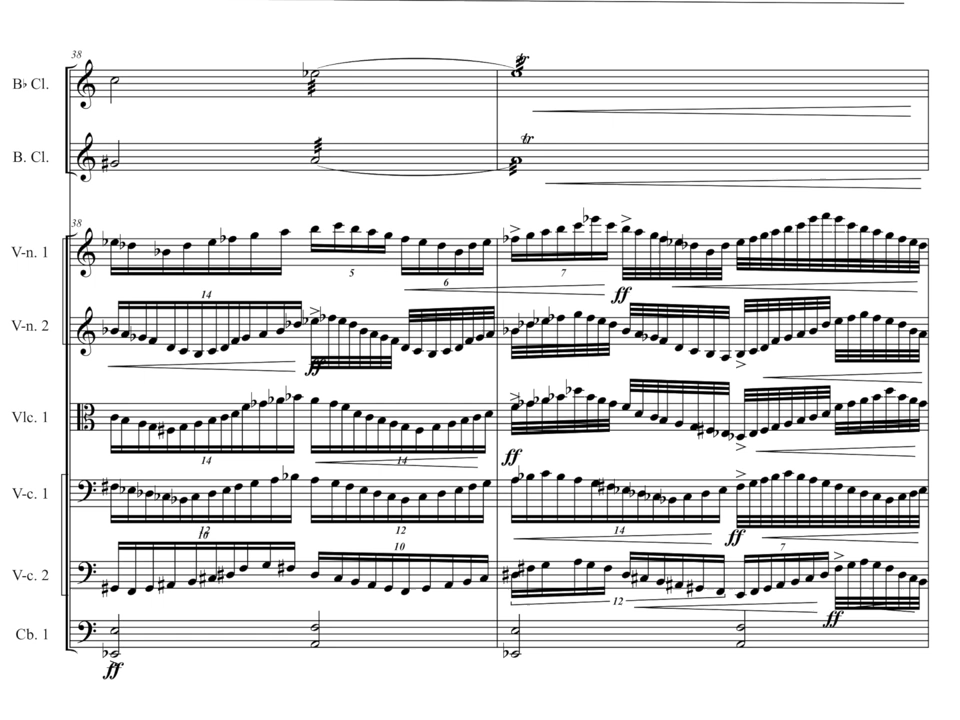 38
B♭ Cl.
tr
B. Cl.
tr
38
V-n. 1
5
6
7
ff
V-n. 2
14
ff
Vlc. 1
14
14
ff
V-c. 1
12
12
14
ff
V-c. 2
10
10
12
7
ff
Cb. 1
ff